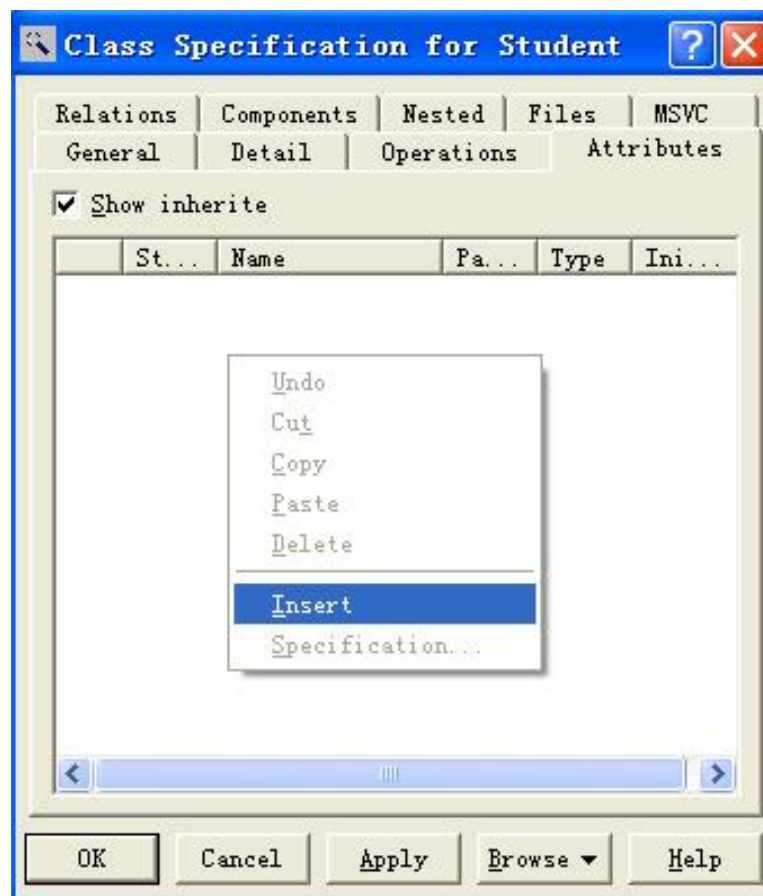 Class Specification for Student
Relations Components Nested Files MSVC
General Detail Operations Attributes
Show inherite
St... Name Pa... Type Ini...
Undo
Cut
Copy
Paste
Delete
Insert
Specification...
OK Cancel Apply Browse Help